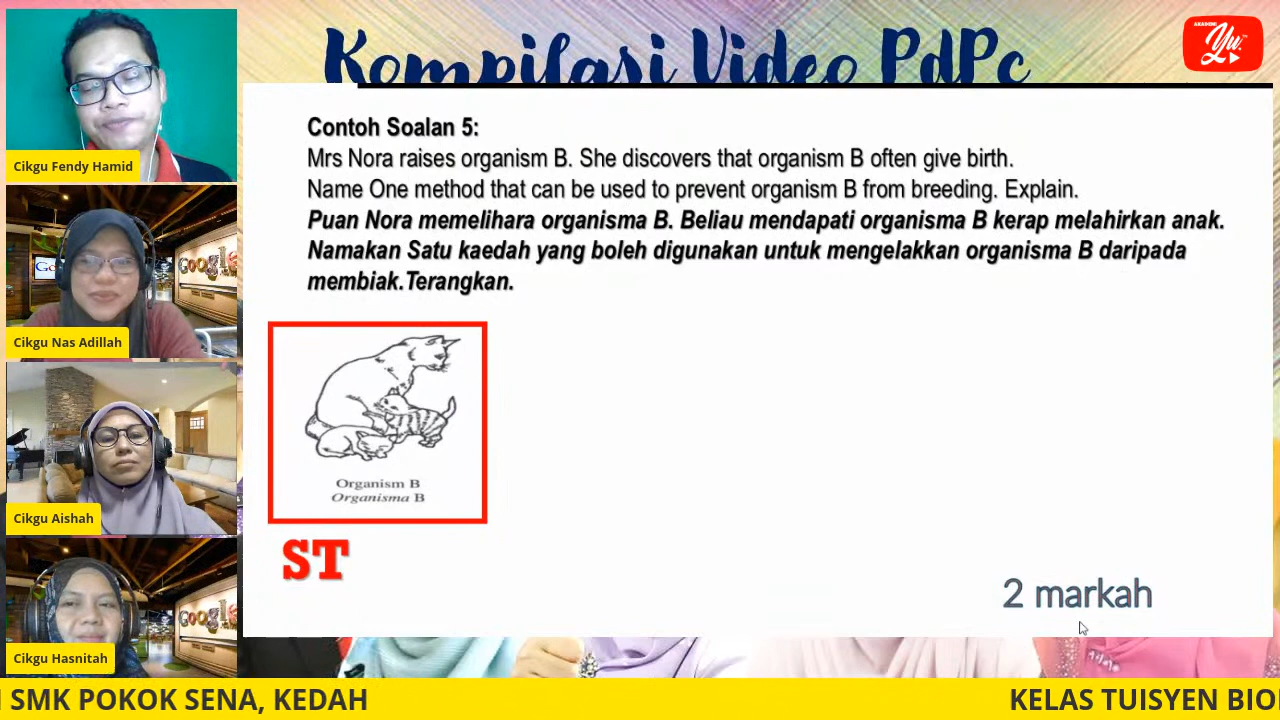 Kompilasi Video PdPc
AKADEMI
Yu
Contoh Soalan 5:
Mrs Nora raises organism B. She discovers that organism B often give birth.
Name One method that can be used to prevent organism B from breeding. Explain.
Puan Nora memelihara organisma B. Beliau mendapati organisma B kerap melahirkan anak.
Namakan Satu kaedah yang boleh digunakan untuk mengelakkan organisma B daripada
membiak.Terangkan.
Organism B
Organisma B
ST
2 markah
Cikgu Fendy Hamid
Cikgu Nas Adillah
Cikgu Aishah
Cikgu Hasnitah
SMK POKOK SENA, KEDAH
KELAS TUISYEN BIO